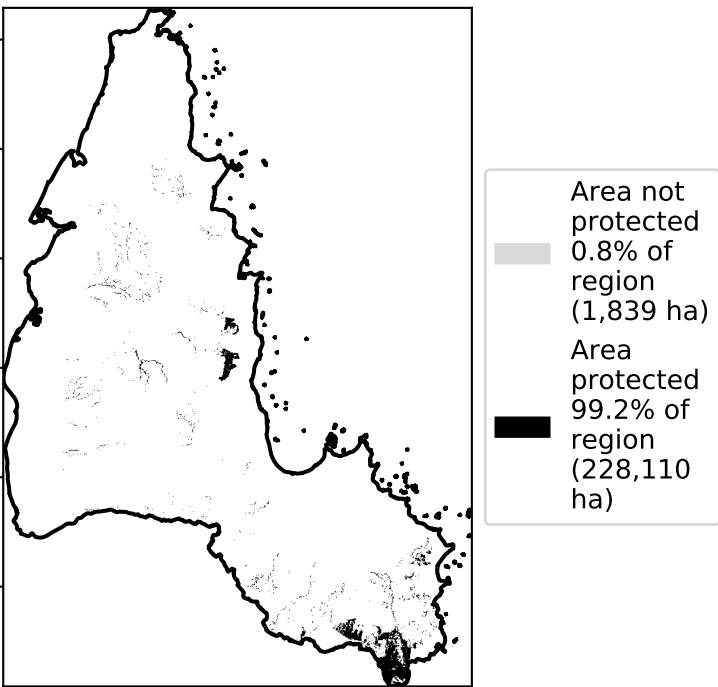 Area not
protected
0.8% of
region
(1,839 ha)
Area
protected
99.2% of
region
(228,110
ha)